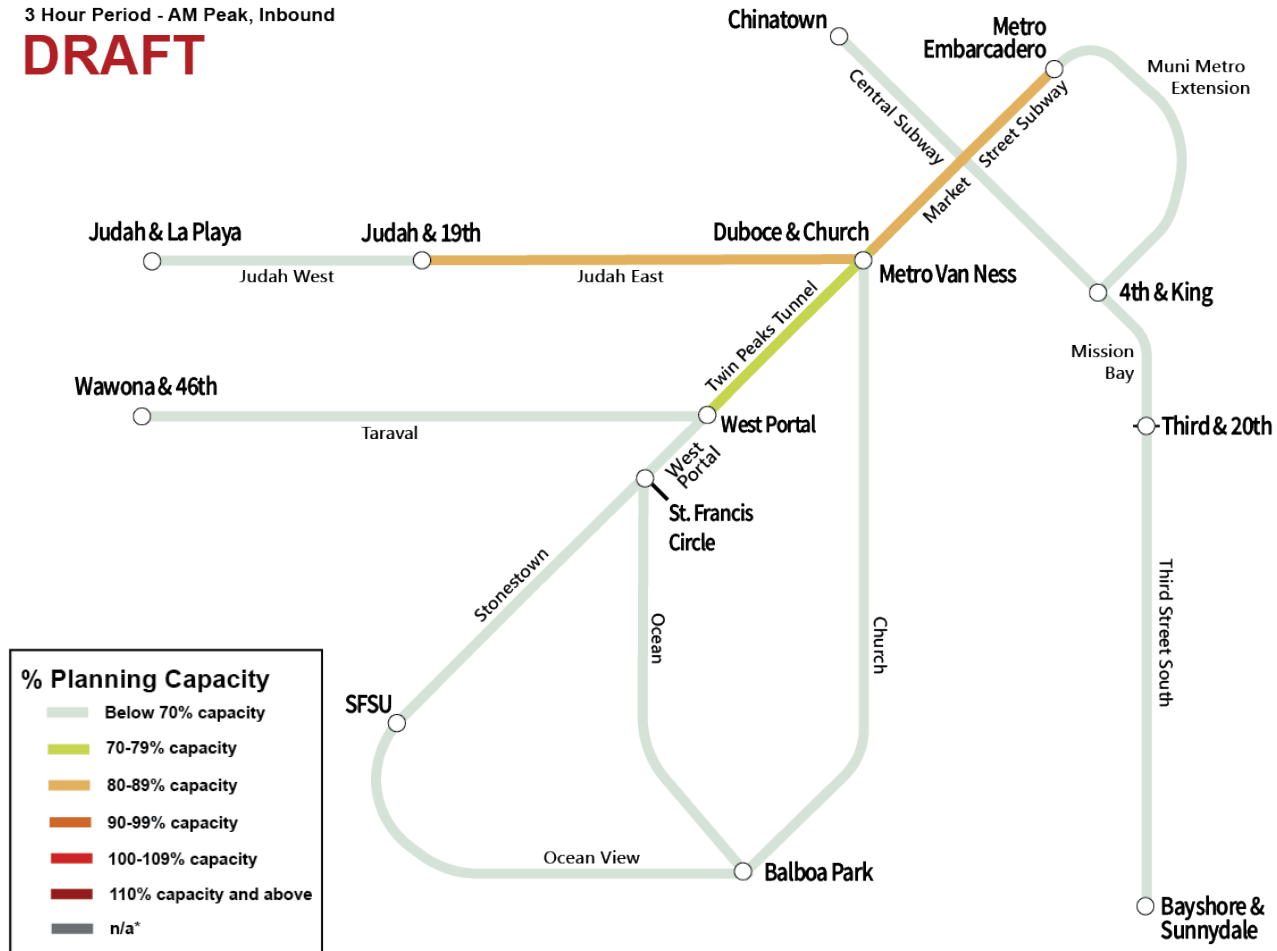 3 Hour Period - AM Peak, Inbound
DRAFT
Chinatown
Metro
Embarcadero
Muni Metro
Extension
Central Subway
Market Street Subway
Judah & La Playa
Judah & 19th
Duboce & Church
Judah West
Judah East
Metro Van Ness
4th & King
Twin Peaks Tunnel
Mission
Bay
Wawona & 46th
Taraval
West Portal
Third & 20th
West
Portal
St. Francis
Circle
Stonestown
Ocean
Church
Third Street South
SFSU
Ocean View
Balboa Park
Bayshore &
Sunnydale
% Planning Capacity
Below 70% capacity
70-79% capacity
80-89% capacity
90-99% capacity
100-109% capacity
110% capacity and above
n/a*